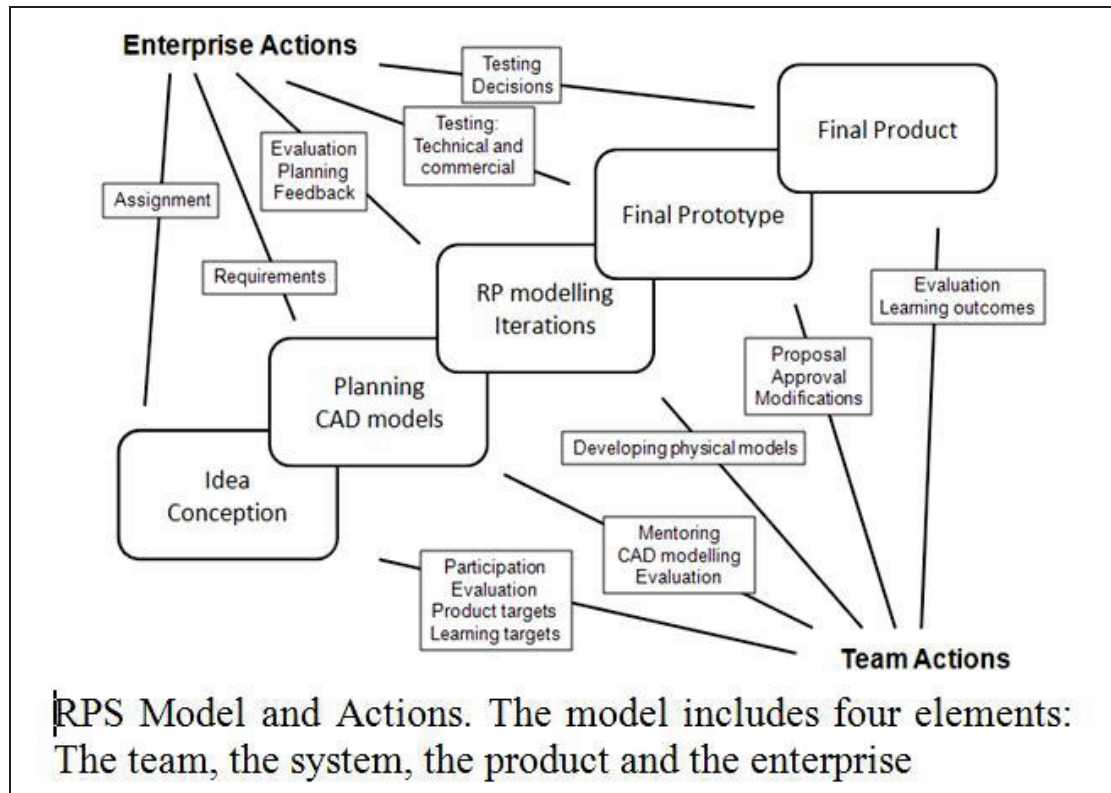 Enterprise Actions
Testing
Decisions
Final Product
Testing:
Technical and
commercial
Evaluation
Planning
Feedback
Assignment
Final Prototype
Requirements
RP modelling
Iterations
Evaluation
Learning outcomes
Proposal
Approval
Modifications
Planning
CAD models
Developing physical models
Idea
Conception
Mentoring
CAD modelling
Evaluation
Participation
Evaluation
Product targets
Learning targets
Team Actions
RPS Model and Actions. The model includes four elements:
The team, the system, the product and the enterprise